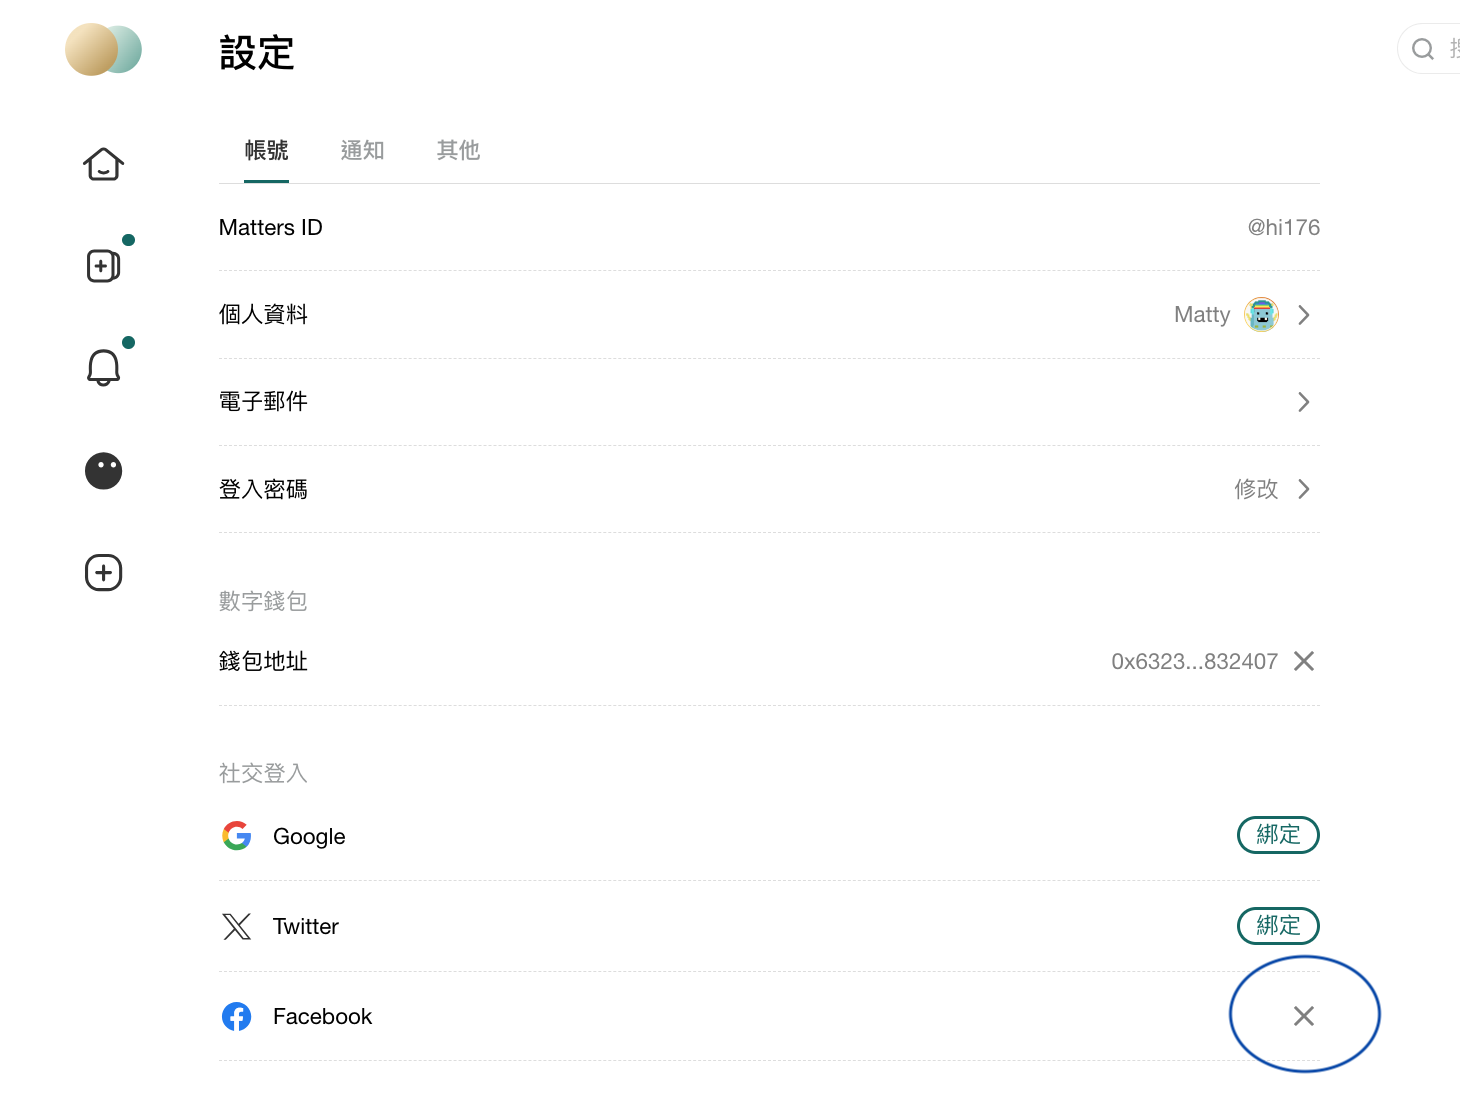 設定
帳號 通知 其他
Matters ID @hi176
個人資料 Matty
電子郵件
登入密碼 修改
數字錢包
錢包地址 0x6323...832407
社交登入
Google 綁定
Twitter 綁定
Facebook